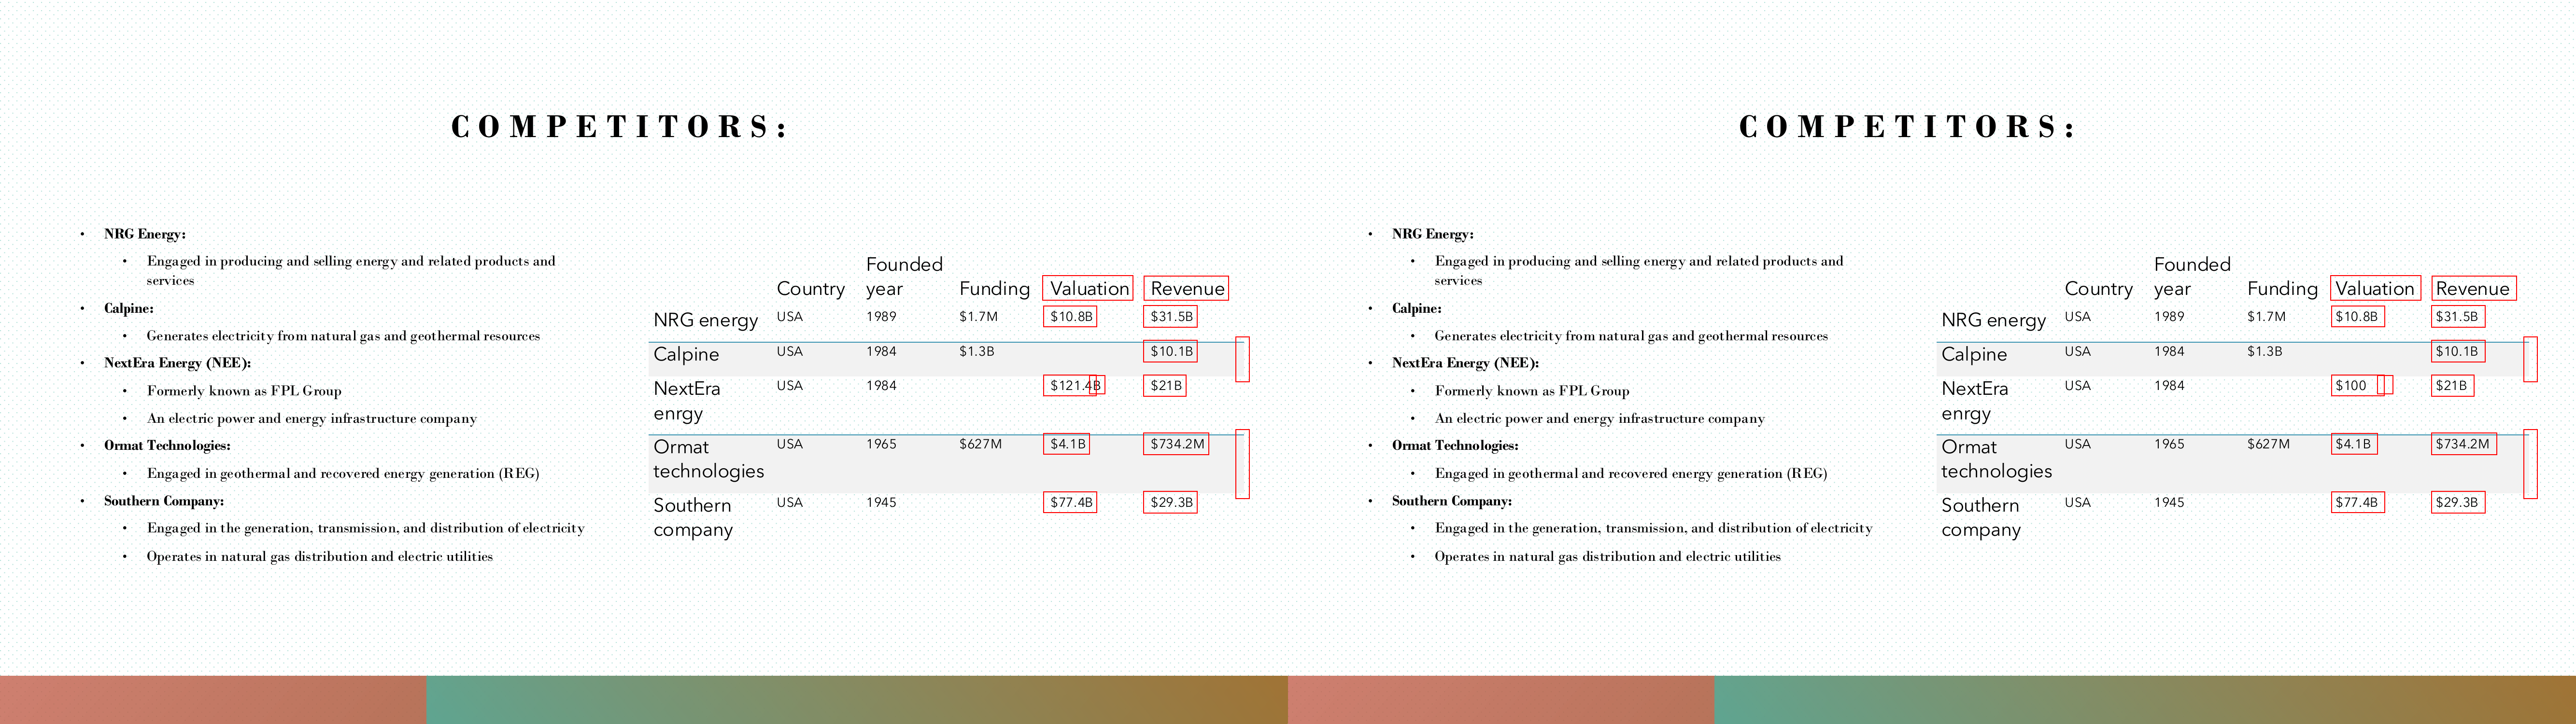 COMPETITORS:
• NRG Energy:
• Engaged in producing and selling energy and related products and
services
• Calpine:
• Generates electricity from natural gas and geothermal resources
• NextEra Energy (NEE):
• Formerly known as FPL Group
• An electric power and energy infrastructure company
• Ormat Technologies:
• Engaged in geothermal and recovered energy generation (REG)
• Southern Company:
• Engaged in the generation, transmission, and distribution of electricity
• Operates in natural gas distribution and electric utilities
Founded
Country year Funding Valuation Revenue
NRG energy USA 1989 $1.7M $10.8B $31.5B
Calpine USA 1984 $1.3B $10.1B
NextEra USA 1984 $121.4B $21B
enrgy
Ormat USA 1965 $627M $4.1B $734.2M
technologies
Southern USA 1945 $77.4B $29.3B
company
COMPETITORS:
• NRG Energy:
• Engaged in producing and selling energy and related products and
services
• Calpine:
• Generates electricity from natural gas and geothermal resources
• NextEra Energy (NEE):
• Formerly known as FPL Group
• An electric power and energy infrastructure company
• Ormat Technologies:
• Engaged in geothermal and recovered energy generation (REG)
• Southern Company:
• Engaged in the generation, transmission, and distribution of electricity
• Operates in natural gas distribution and electric utilities
Founded
Country year Funding Valuation Revenue
NRG energy USA 1989 $1.7M $10.8B $31.5B
Calpine USA 1984 $1.3B $10.1B
NextEra USA 1984 $100 $21B
enrgy
Ormat USA 1965 $627M $4.1B $734.2M
technologies
Southern USA 1945 $77.4B $29.3B
company